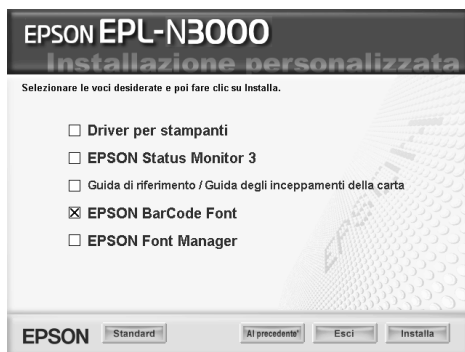 EPSON EPL-N3000
Installazione personalizzata
Selezionare le voci desiderate e poi fare clic su Installa.
Driver per stampanti
EPSON Status Monitor 3
Guida di riferimento / Guida degli inceppamenti della carta
EPSON BarCode Font
EPSON Font Manager
EPSON
EPSON Standard Al precedente" Esci Installa